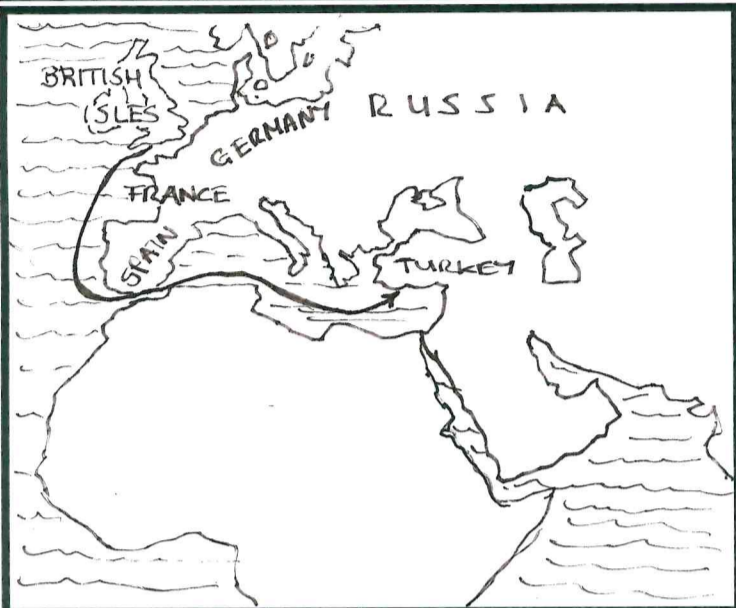 BRITISH
ISLES
RUSSIA
GERMANY
FRANCE
SPAIN
TURKEY